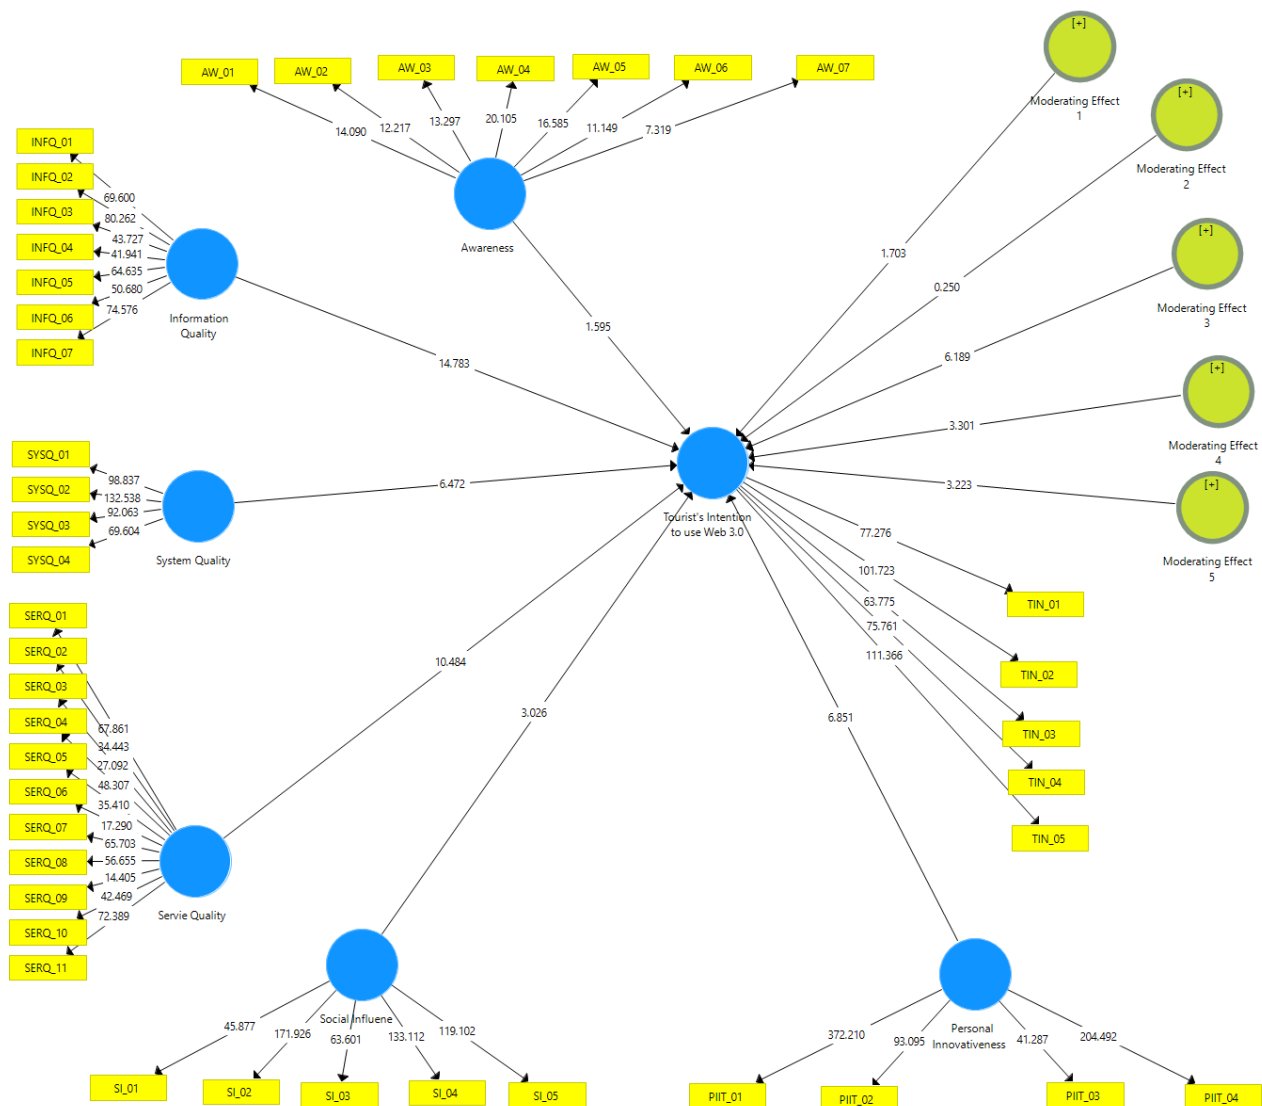 [+]
Moderating Effect
1
[+]
Moderating Effect
2
[+]
Moderating Effect
3
[+]
Moderating Effect
4
[+]
Moderating Effect
5
1.703
0.250
6.189
3.301
3.223
AW_01
AW_02
AW_03
AW_04
AW_05
AW_06
AW_07
14.090
12.217
13.297
20.105
16.585
11.149
7.319
Awareness
1.595
INFQ_01
INFQ_02
INFQ_03
INFQ_04
INFQ_05
INFQ_06
INFQ_07
69.600
80.262
43.727
41.941
64.635
50.680
74.576
Information
Quality
14.783
SYSQ_01
SYSQ_02
SYSQ_03
SYSQ_04
98.837
132.538
92.063
69.604
System Quality
6.472
Tourist's Intention
to use Web 3.0
77.276
101.723
63.775
75.761
111.366
TIN_01
TIN_02
TIN_03
TIN_04
TIN_05
SERQ_01
SERQ_02
SERQ_03
SERQ_04
SERQ_05
SERQ_06
SERQ_07
SERQ_08
SERQ_09
SERQ_10
SERQ_11
67.861
34.443
27.092
48.307
35.410
17.290
65.703
56.655
14.405
42.469
72.389
Servie Quality
10.484
3.026
6.851
Social Influene
45.877
171.926
63.601
133.112
119.102
SI_01
SI_02
SI_03
SI_04
SI_05
Personal
Innovativeness
372.210
93.095
41.287
204.492
PIIT_01
PIIT_02
PIIT_03
PIIT_04